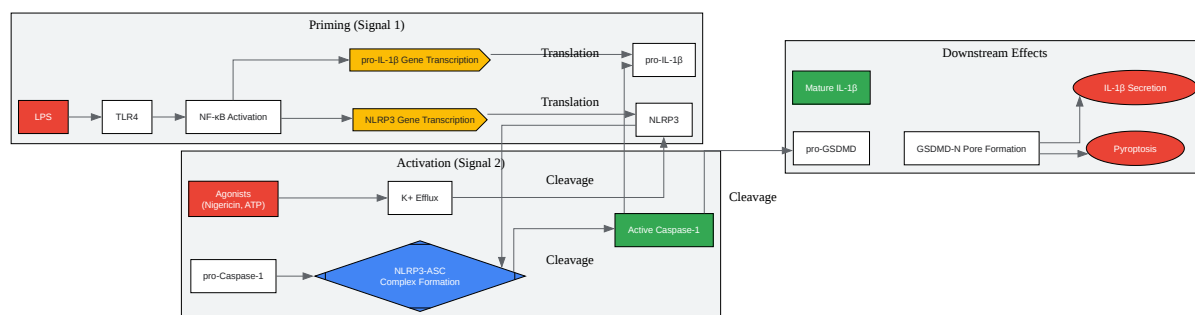 Priming (Signal 1)
Translation
pro-IL-1β Gene Transcription
pro-IL-1β
LPS
TLR4
NF-κB Activation
Translation
NLRP3 Gene Transcription
NLRP3
Activation (Signal 2)
Cleavage
Agonists
(Nigericin, ATP)
K+ Efflux
Active Caspase-1
Cleavage
pro-Caspase-1
NLRP3-ASC
Complex Formation
Cleavage
Downstream Effects
Mature IL-1β
IL-1β Secretion
pro-GSDMD
GSDMD-N Pore Formation
Pyroptosis